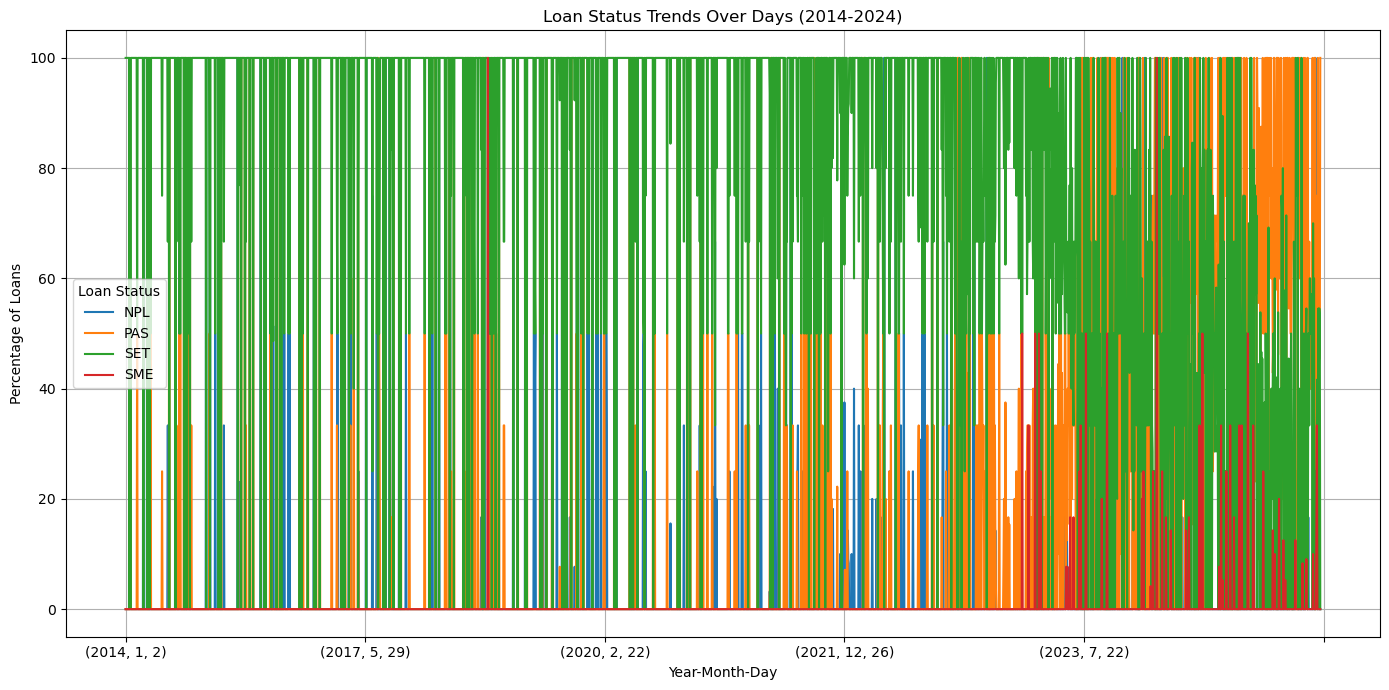 Loan Status Trends Over Days (2014-2024)
Percentage of Loans
100
80
60
40
20
0
Loan Status
NPL
PAS
SET
SME
(2014, 1, 2)
(2017, 5, 29)
(2020, 2, 22)
(2021, 12, 26)
(2023, 7, 22)
Year-Month-Day